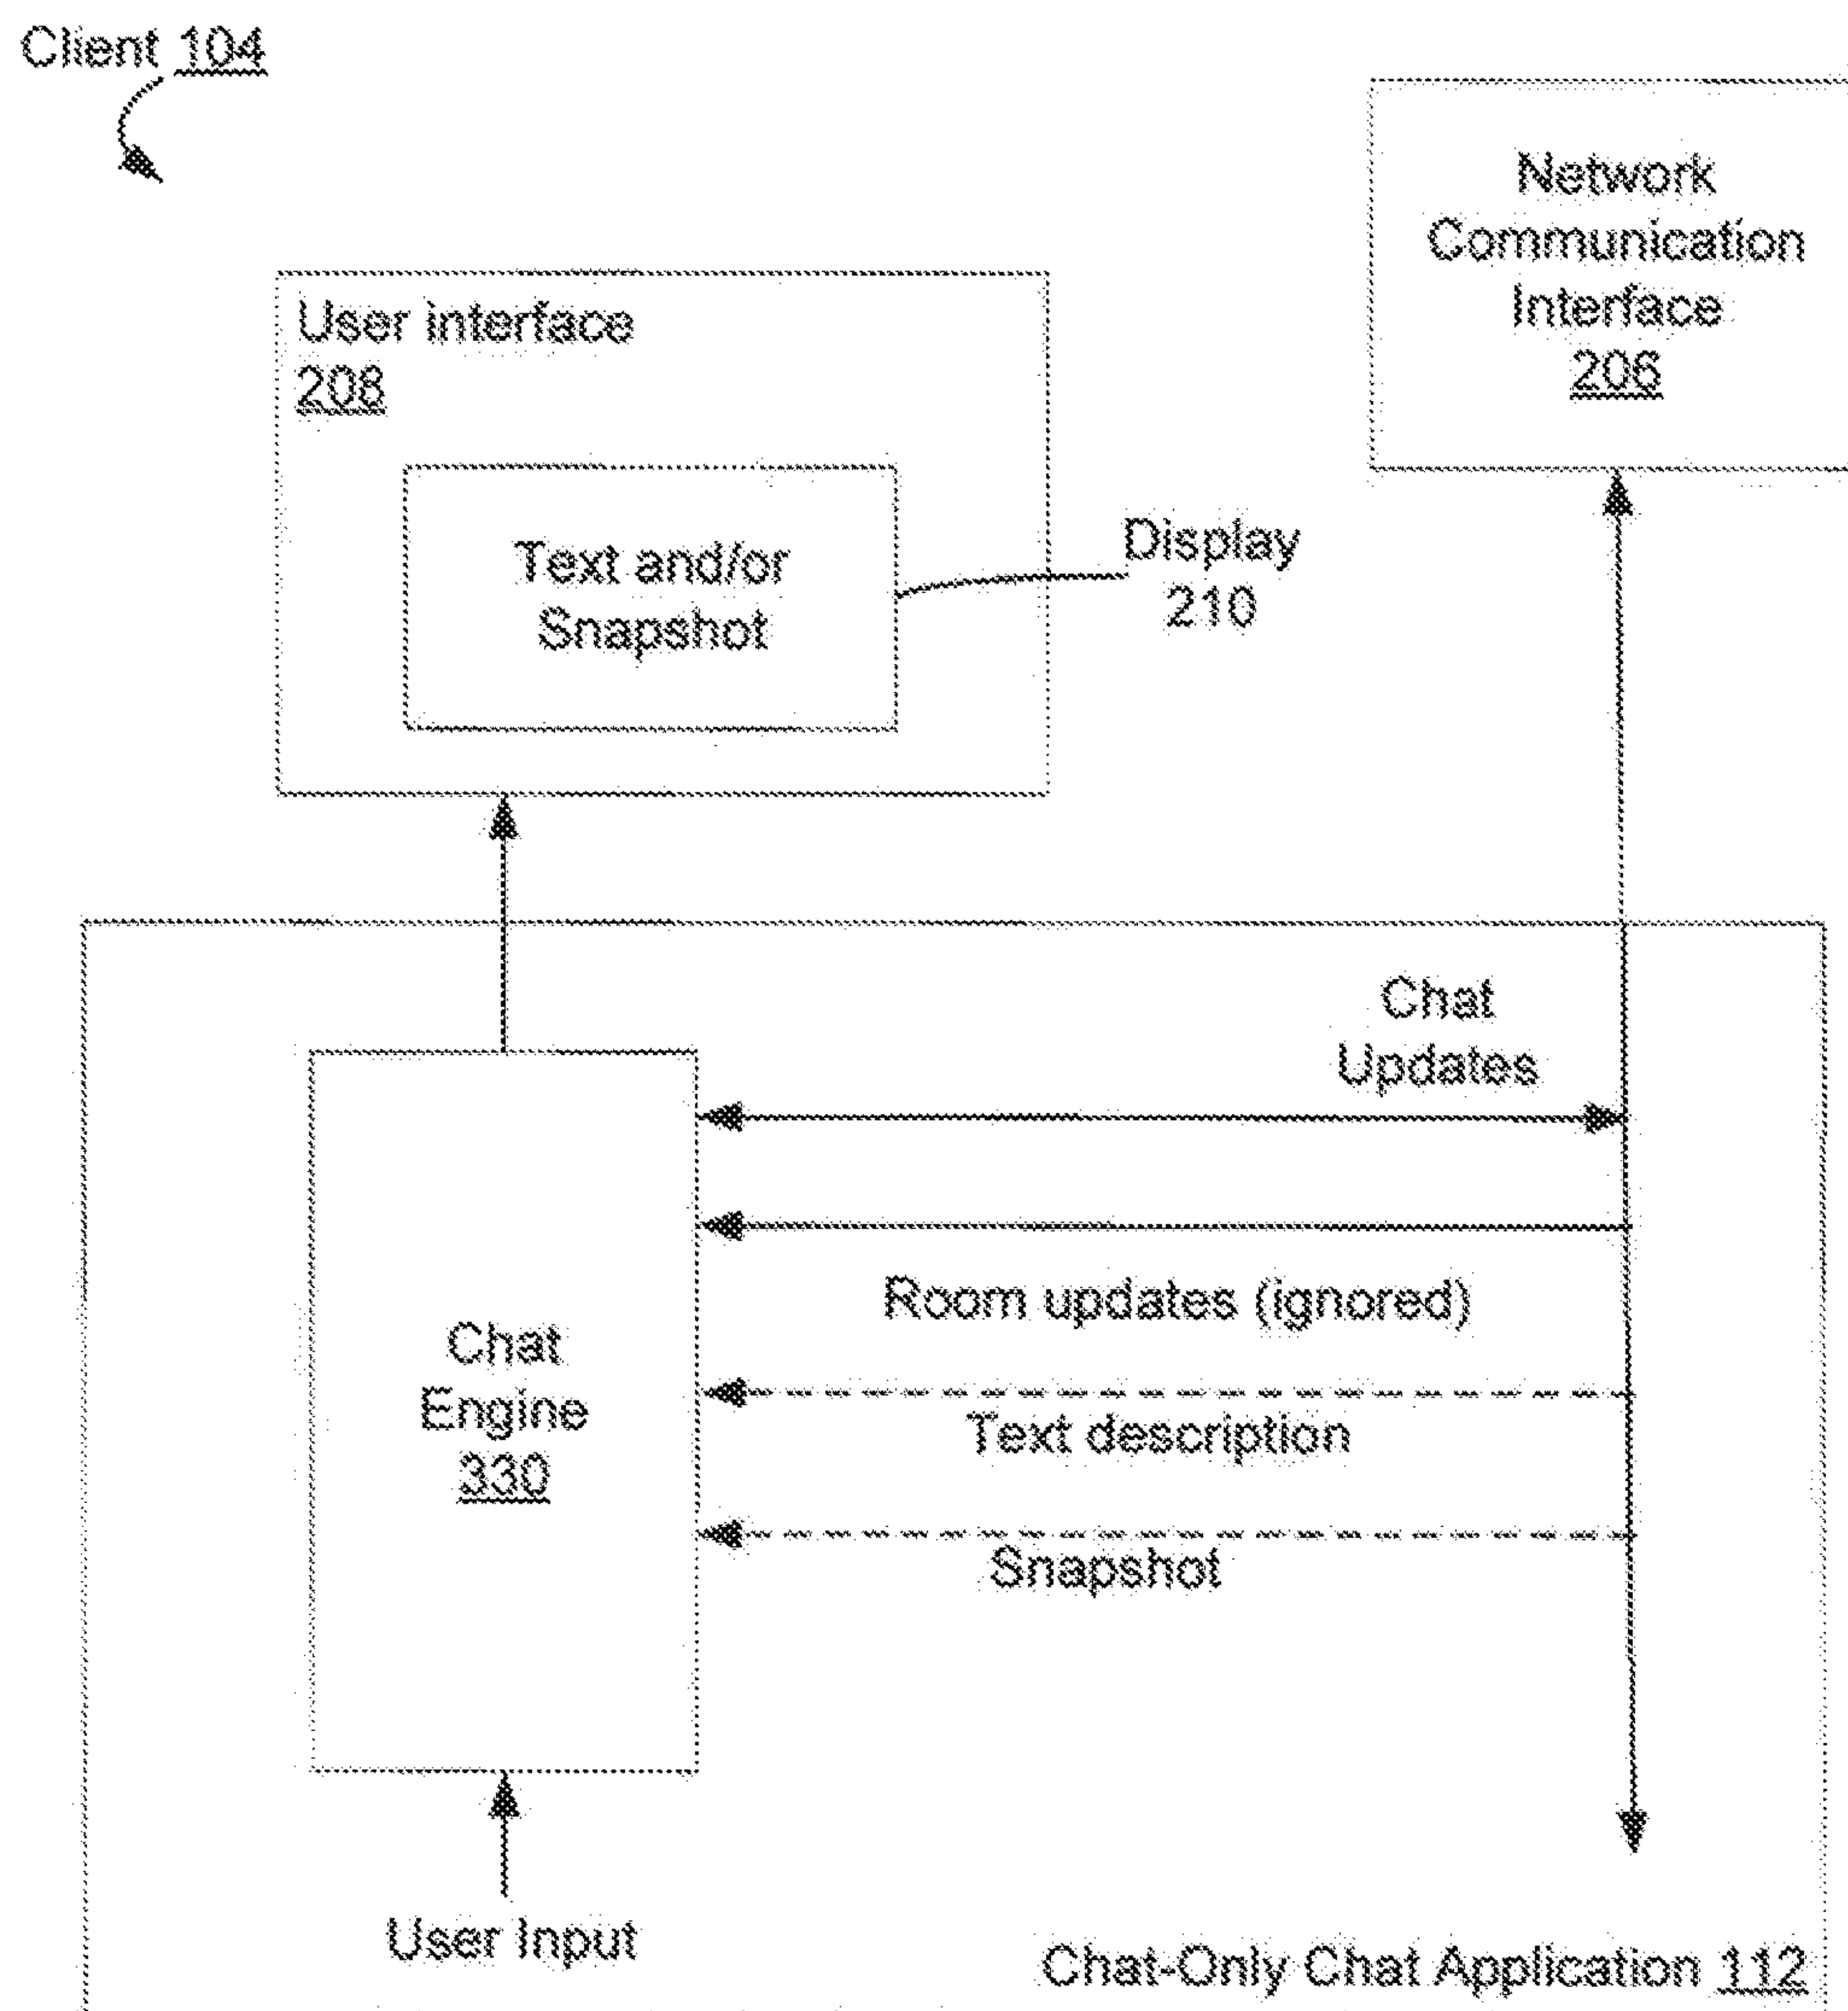 Client 104
Network
Communication
Interface
206
User interface
208
Text and/or
Snapshot
Display
210
Chat
Updates
Room updates (ignored)
Text description
Snapshot
Chat
Engine
330
User Input
Chat-Only Chat Application 112